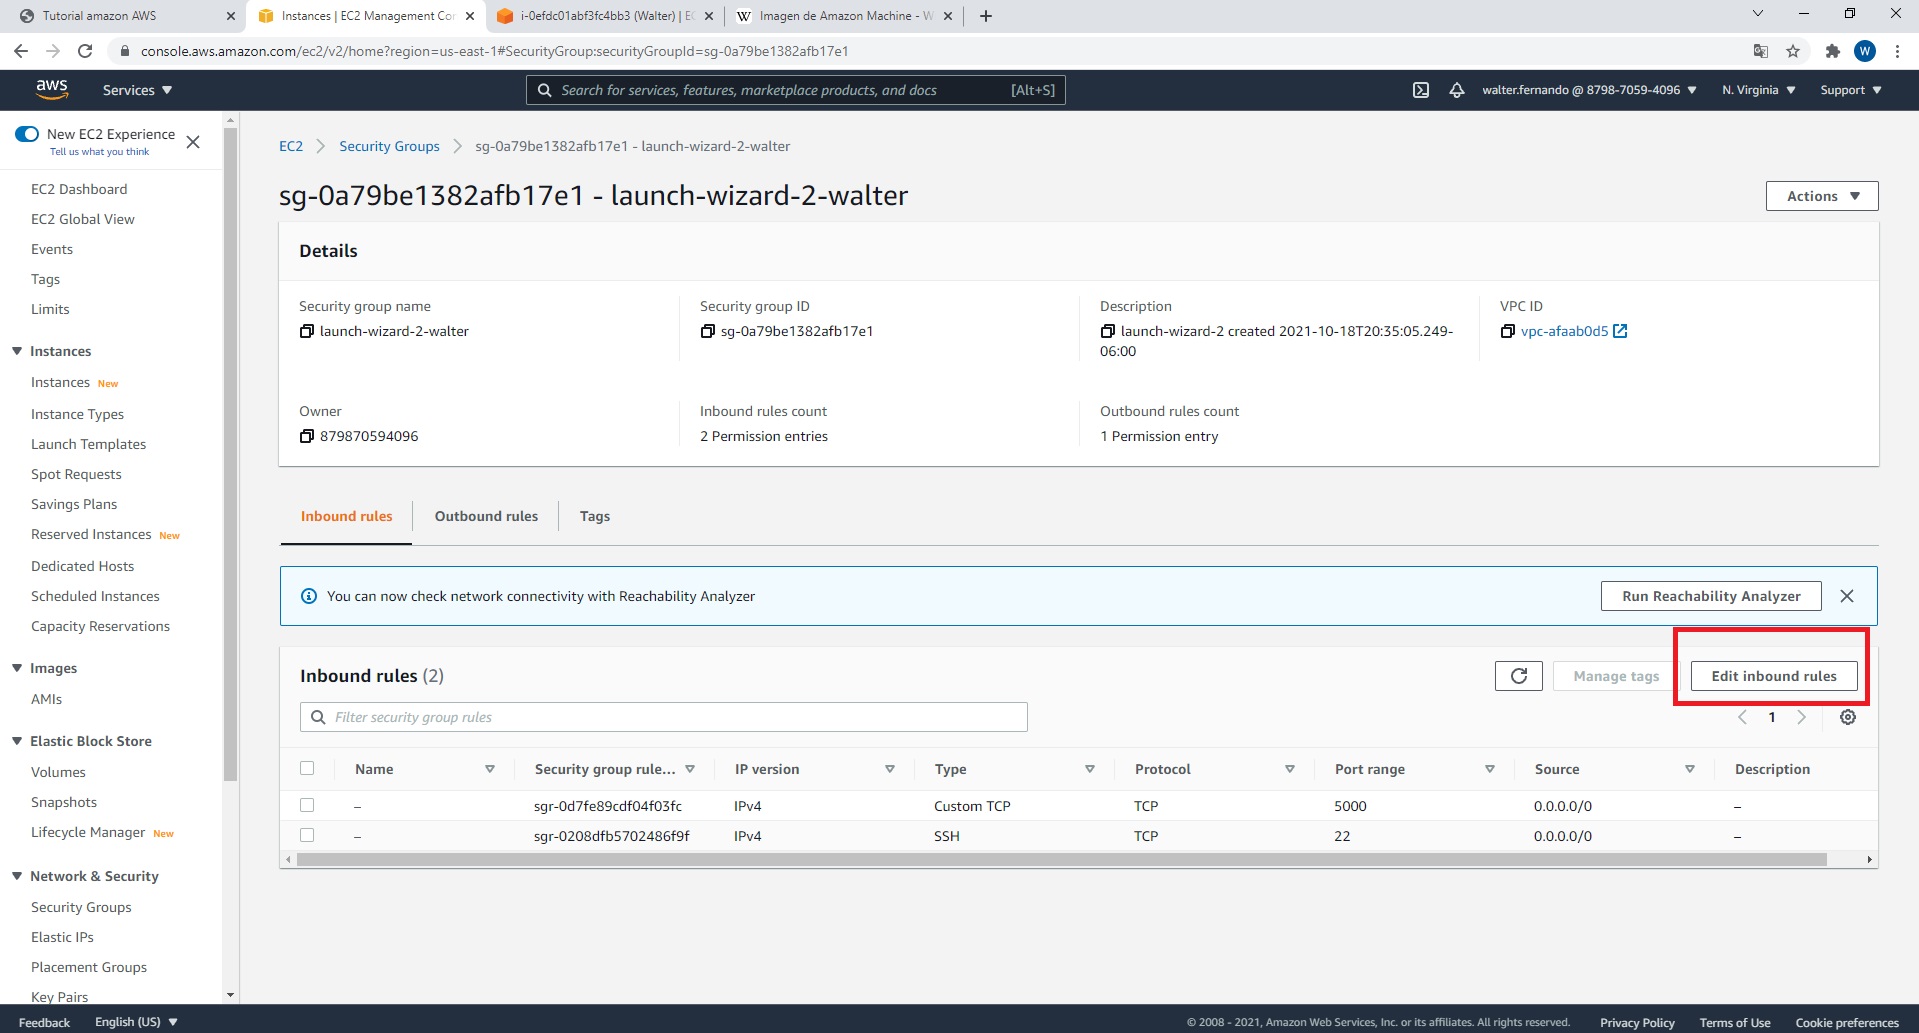 Tutorial amazon AWS
Instances | EC2 Management Con
i-0efdc01abf3fc4bb3 (Walter) | EC
W Imagen de Amazon Machine - W
console.aws.amazon.com/ec2/v2/home?region=us-east-1#SecurityGroup:securityGroupId=sg-0a79be1382afb17e1
W
aws
Services
Search for services, features, marketplace products, and docs [Alt+S]
walter.fernando @ 8798-7059-4096
N. Virginia
Support
New EC2 Experience
Tell us what you think
EC2 Dashboard
EC2 Global View
Events
Tags
Limits
Instances
Instances New
Instance Types
Launch Templates
Spot Requests
Savings Plans
Reserved Instances New
Dedicated Hosts
Scheduled Instances
Capacity Reservations
Images
AMIs
Elastic Block Store
Volumes
Snapshots
Lifecycle Manager New
Network & Security
Security Groups
Elastic IPs
Placement Groups
Key Pairs
EC2 > Security Groups > sg-0a79be1382afb17e1 - launch-wizard-2-walter
sg-0a79be1382afb17e1 - launch-wizard-2-walter
Actions
Details
Security group name
launch-wizard-2-walter
Security group ID
sg-0a79be1382afb17e1
Description
launch-wizard-2 created 2021-10-18T20:35:05.249-
06:00
VPC ID
vpc-afaab0d5
Owner
879870594096
Inbound rules count
2 Permission entries
Outbound rules count
1 Permission entry
Inbound rules
Outbound rules
Tags
You can now check network connectivity with Reachability Analyzer
Run Reachability Analyzer
Inbound rules (2)
Manage tags
Edit inbound rules
Filter security group rules
1
Name Security group rule... IP version Type Protocol Port range Source Description
– sgr-0d7fe89cdf04f03fc IPv4 Custom TCP TCP 5000 0.0.0.0/0 –
– sgr-0208dfb5702486f9f IPv4 SSH TCP 22 0.0.0.0/0 –
Feedback
English (US)
© 2008 - 2021, Amazon Web Services, Inc. or its affiliates. All rights reserved.
Privacy Policy
Terms of Use
Cookie preferences